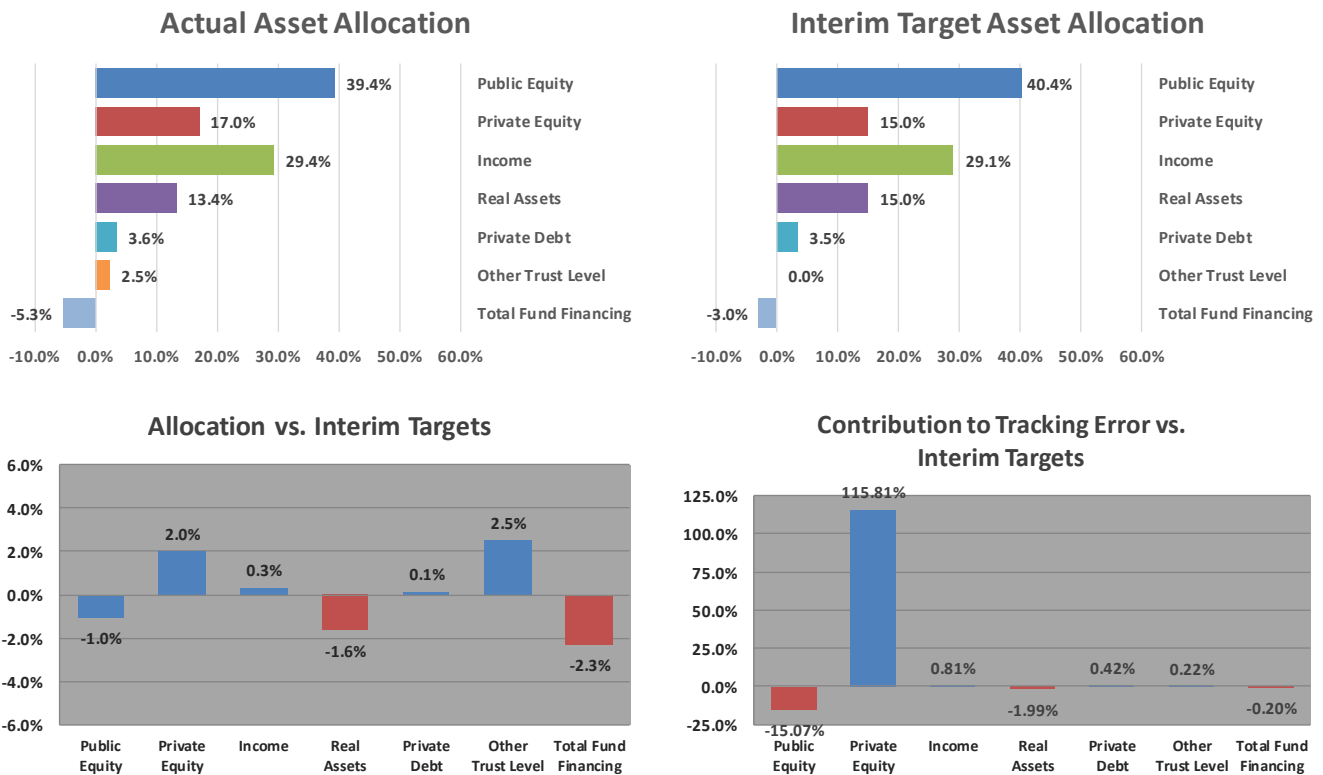 Actual Asset Allocation
39.4% Public Equity
17.0% Private Equity
29.4% Income
13.4% Real Assets
3.6% Private Debt
2.5% Other Trust Level
-5.3% Total Fund Financing
-10.0% 0.0% 10.0% 20.0% 30.0% 40.0% 50.0% 60.0%
Interim Target Asset Allocation
40.4% Public Equity
15.0% Private Equity
29.1% Income
15.0% Real Assets
3.5% Private Debt
0.0% Other Trust Level
-3.0% Total Fund Financing
-10.0% 0.0% 10.0% 20.0% 30.0% 40.0% 50.0% 60.0%
Allocation vs. Interim Targets
6.0%
4.0%
2.0%
0.0%
-2.0%
-4.0%
-6.0%
-1.0%
2.0%
0.3%
-1.6%
0.1%
2.5%
-2.3%
Public Private Income Real Private Other Total Fund
Equity Equity Assets Debt Trust Level Financing
Contribution to Tracking Error vs.
Interim Targets
125.0%
100.0%
75.0%
50.0%
25.0%
0.0%
-25.0%
-15.07%
115.81%
0.81%
-1.99%
0.42%
0.22%
-0.20%
Public Private Income Real Private Other Total Fund
Equity Equity Assets Debt Trust Level Financing